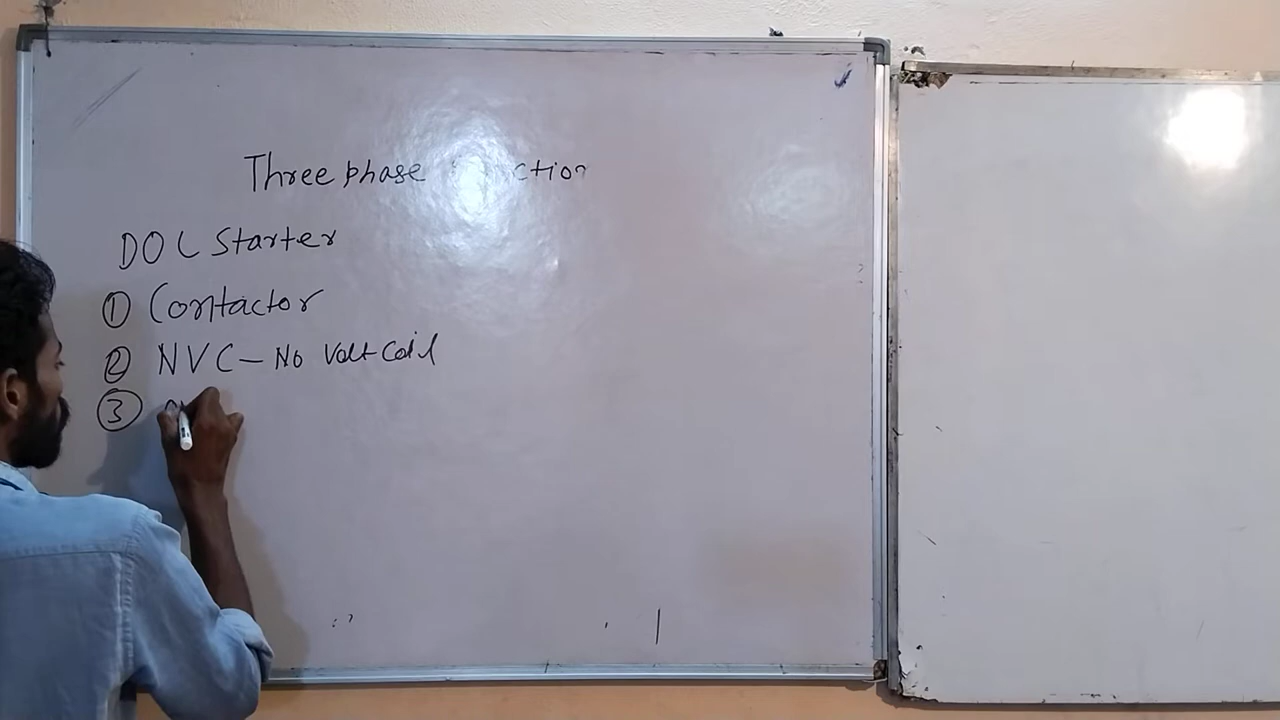 Three phase ction
DOL Starter
① Contactor
② NVC - No Volt Coil
③